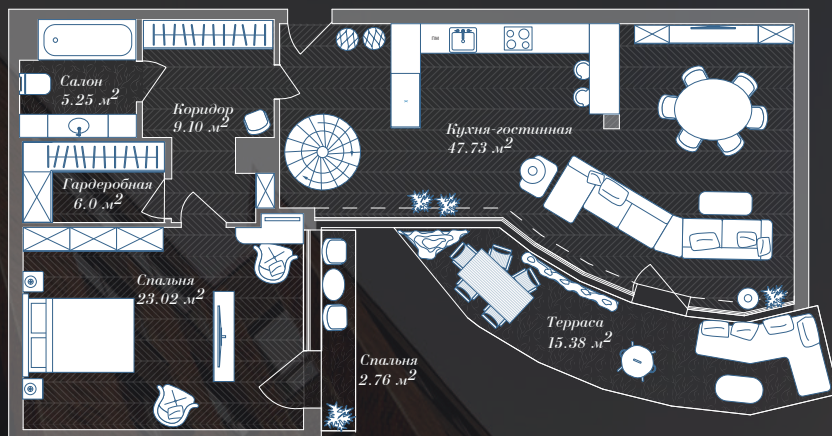 Салон
5.25 м²
Коридор
9.10 м²
Кухня-гостинная
47.73 м²
Гардеробная
6.0 м²
Спальня
23.02 м²
Терраса
15.38 м²
Спальня
2.76 м²